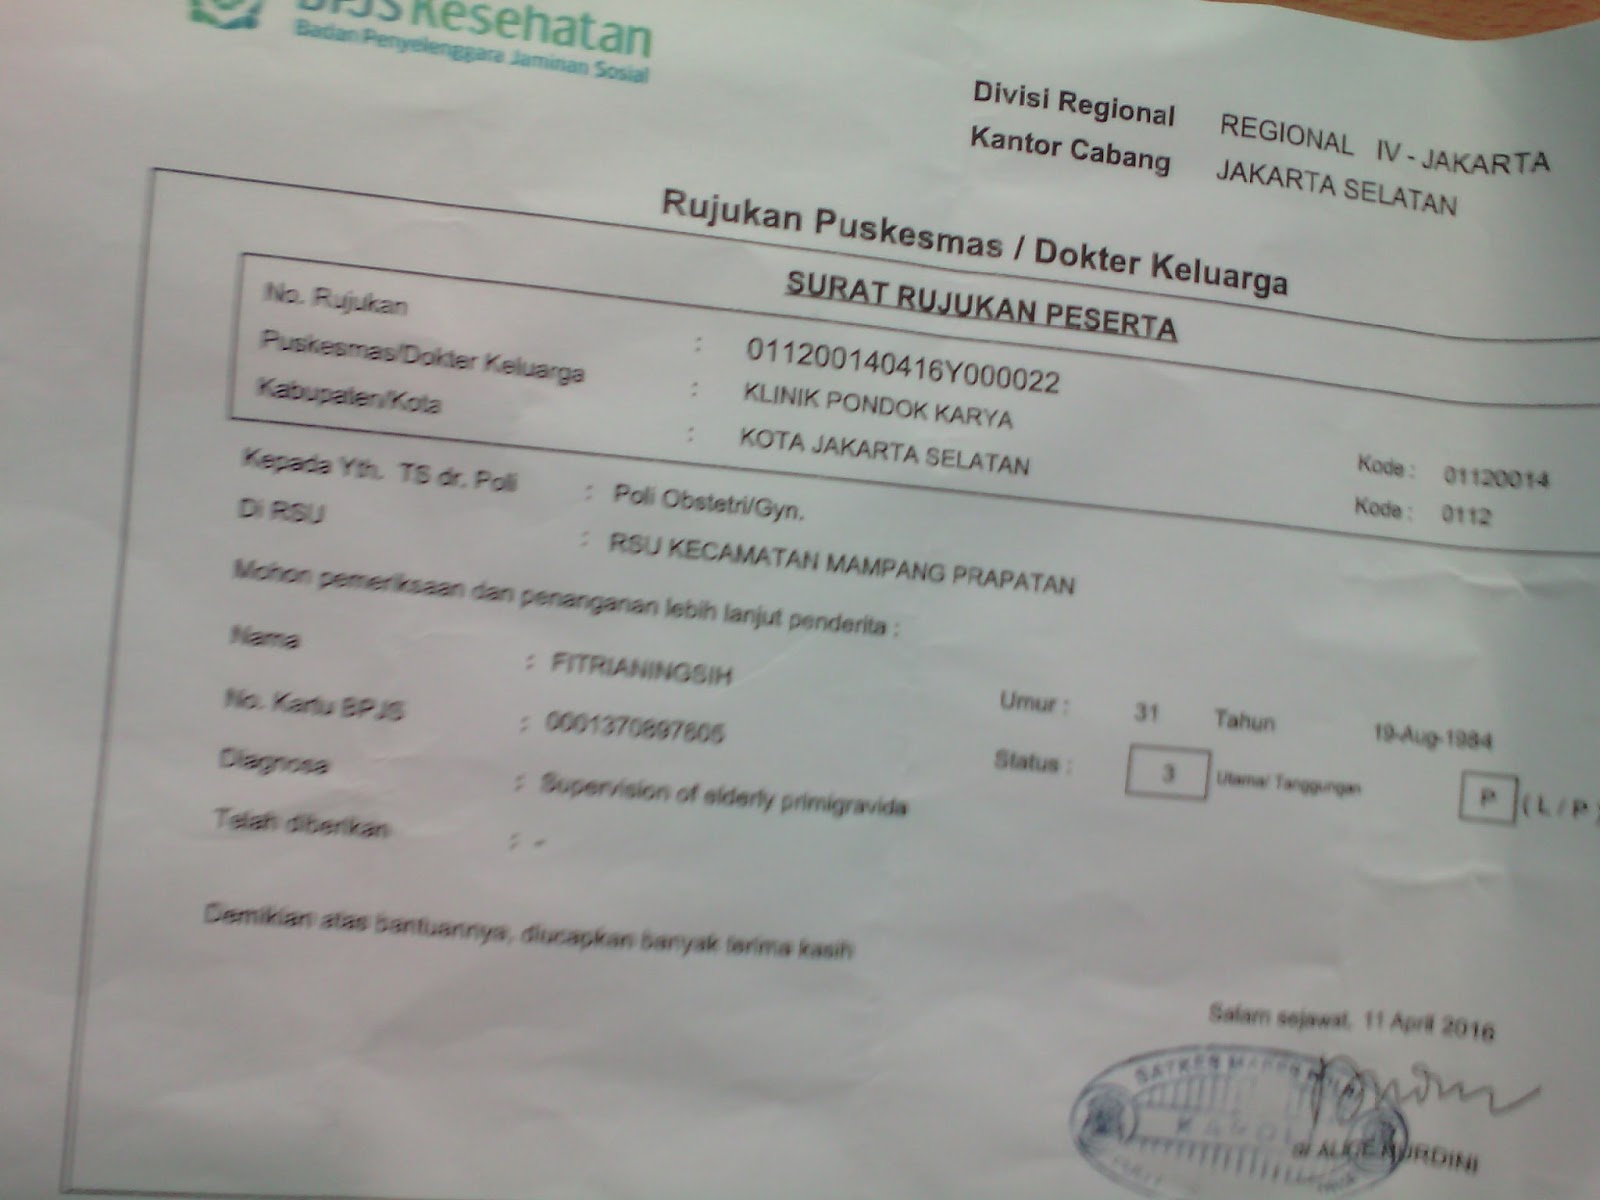 BPJS Kesehatan
Badan Penyelenggara Jaminan Sosial
Divisi Regional REGIONAL IV - JAKARTA
Kantor Cabang JAKARTA SELATAN
Rujukan Puskesmas / Dokter Keluarga
SURAT RUJUKAN PESERTA
No. Rujukan : 011200140416Y000022
Puskesmas/Dokter Keluarga : KLINIK PONDOK KARYA Kode : 01120014
Kabupaten/Kota : KOTA JAKARTA SELATAN Kode : 0112
Kepada Yth. TS dr. Poli : Poli Obstetri/Gyn.
Di RSU : RSU KECAMATAN MAMPANG PRAPATAN
Mohon pemeriksaan dan penanganan lebih lanjut penderita :
Nama : FITRIANINGSIH Umur : 31 Tahun 19-Aug-1984
No. Kartu BPJS : 0001370897605 Status : 3 Utama/ Tanggungan P ( L / P )
Diagnosa : Supervision of elderly primigravida
Telah diberikan : -
Demikian atas bantuannya, diucapkan banyak terima kasih
Salam sejawat, 11 April 2016
SATKES
dr ALICE NURDINI